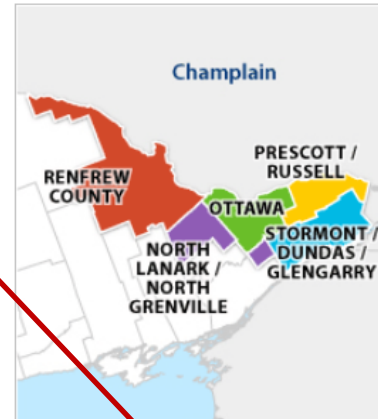 Champlain
RENFREW
COUNTY
PRESCOTT /
RUSSELL
OTTAWA
STORMONT /
DUNDAS /
GLENGARRY
NORTH
LANARK /
NORTH
GRENVILLE